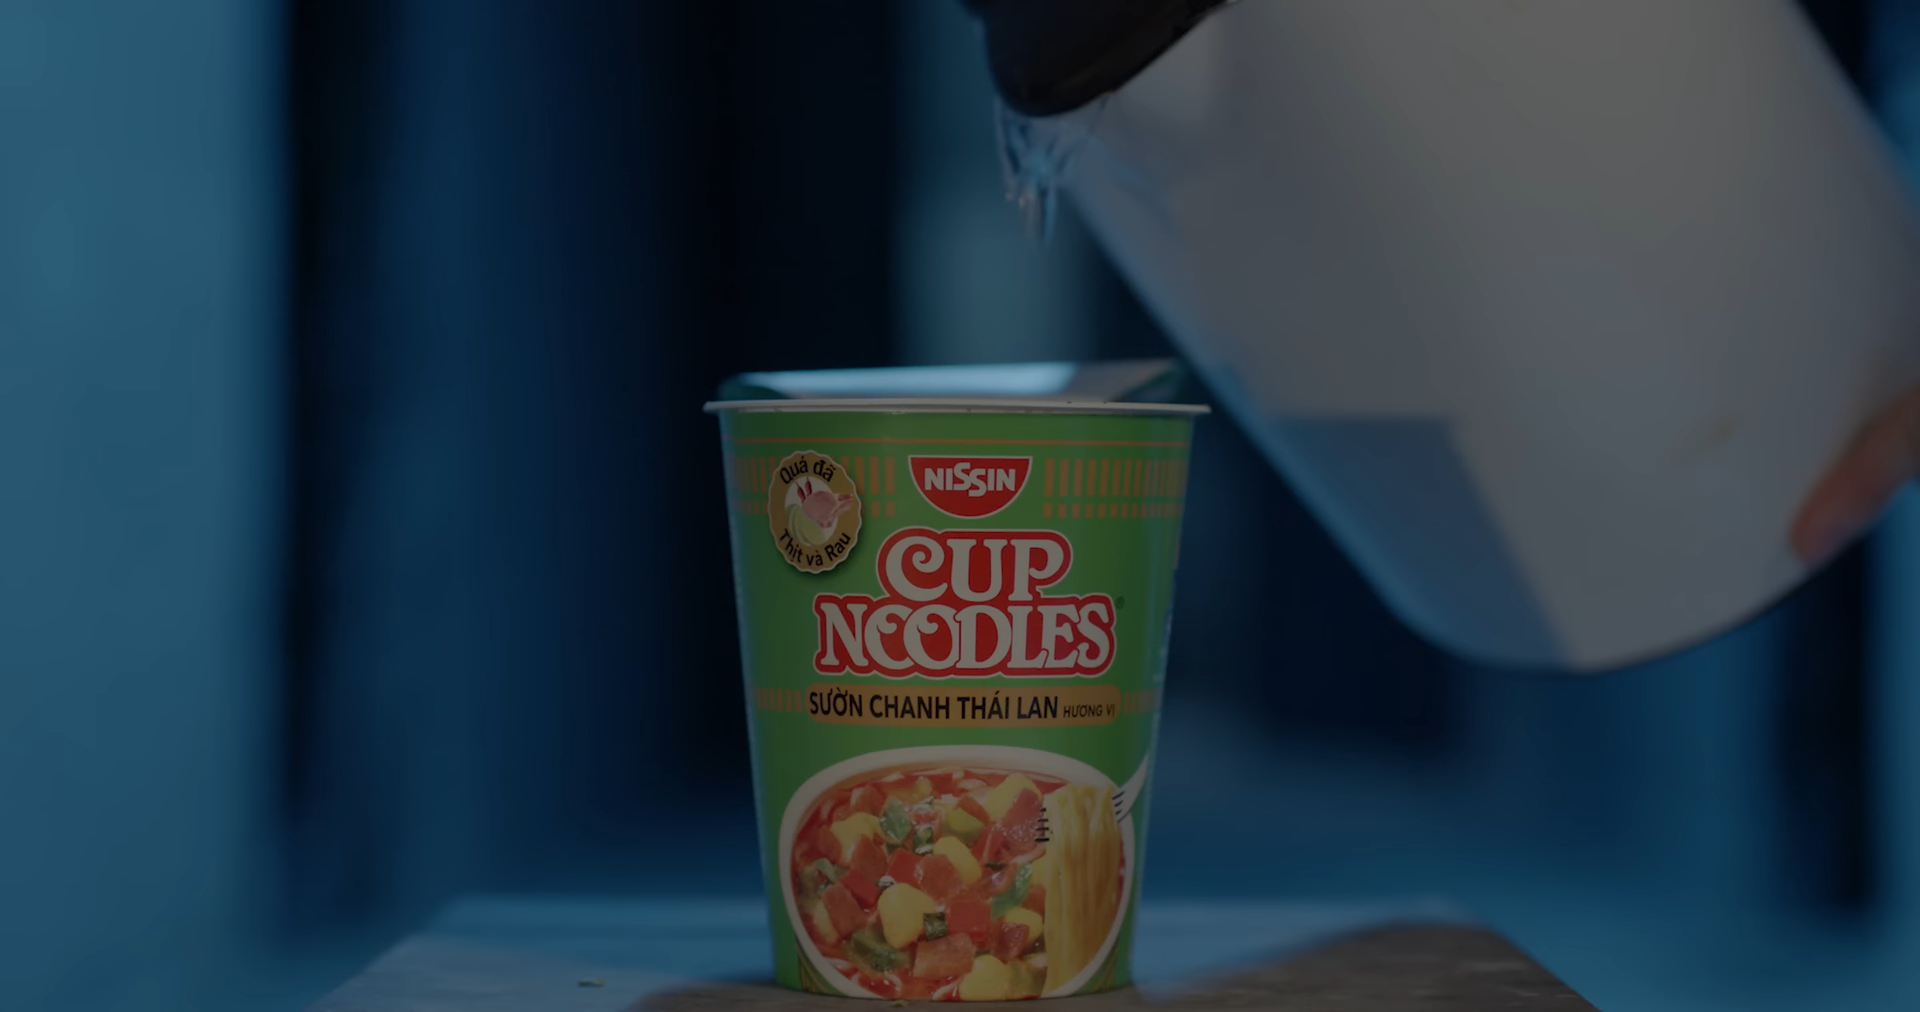 Quá đã
Thịt và Rau
NISSIN
CUP
NOODLES
SƯỜN CHANH THÁI LAN HƯƠNG VỊ